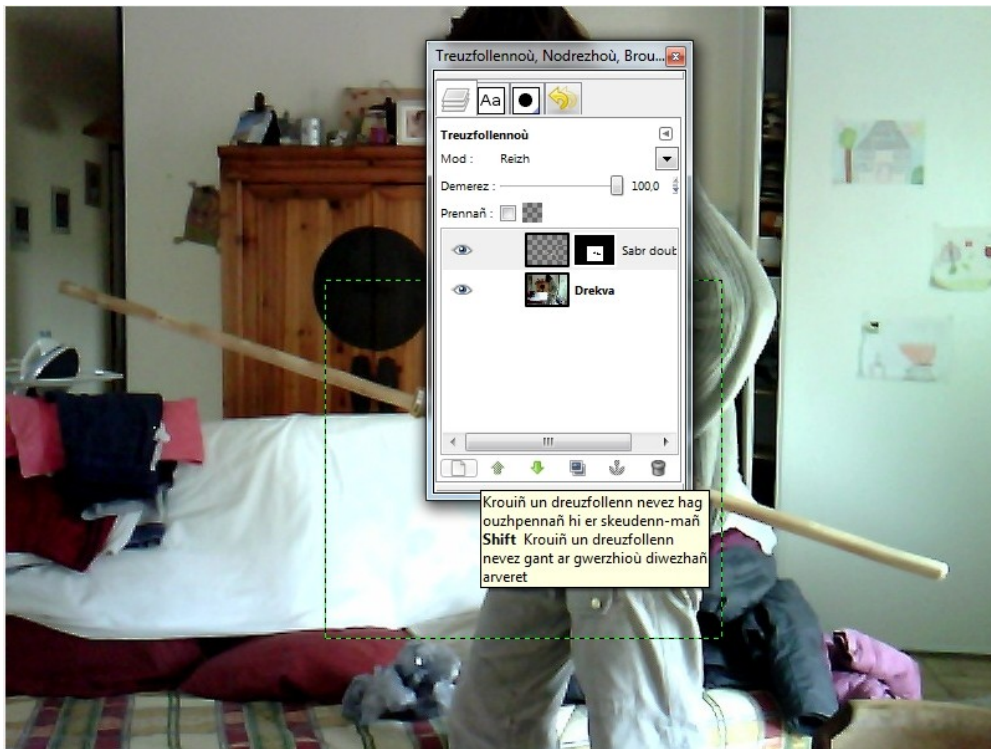 Treuzfollennoù, Nodrezhoù, Brou...
Aa
Treuzfollennoù
Mod : Reizh
Demerez : 100,0
Prennañ :
Sabr doub
Drekva
Krouiñ un dreuzfollenn nevez hag
ouzhpennañ hi er skeudenn-mañ
Shift Krouiñ un dreuzfollenn
nevez gant ar gwerzhioù diwezhañ
arveret